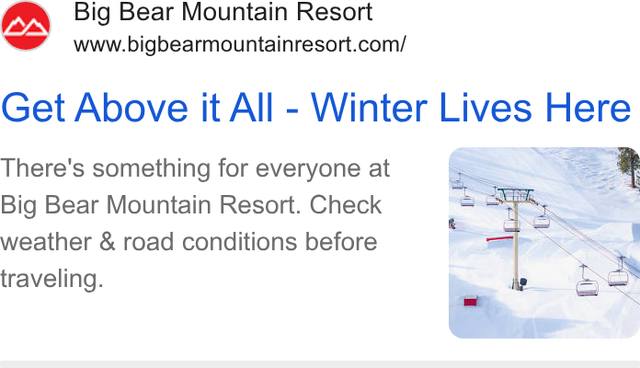 Big Bear Mountain Resort
www.bigbearmountainresort.com/
Get Above it All - Winter Lives Here
There's something for everyone at
Big Bear Mountain Resort. Check
weather & road conditions before
traveling.